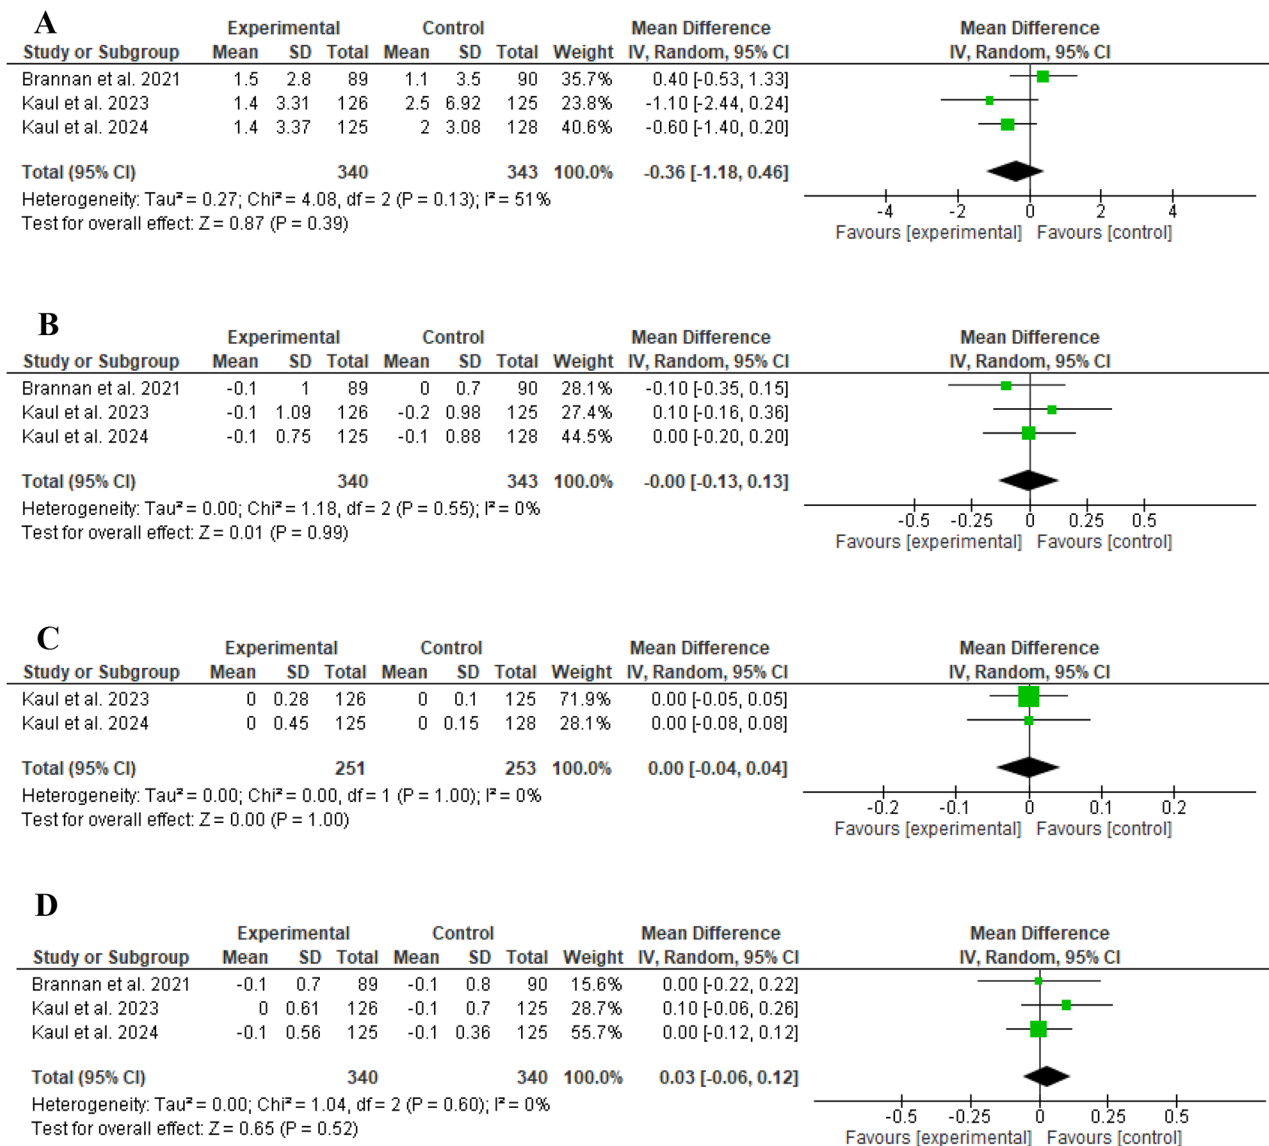 A
Experimental Control Mean Difference Mean Difference
Study or Subgroup Mean SD Total Mean SD Total Weight IV, Random, 95% CI IV, Random, 95% CI
Brannan et al. 2021 1.5 2.8 89 1.1 3.5 90 35.7% 0.40 [-0.53, 1.33]
Kaul et al. 2023 1.4 3.31 126 2.5 6.92 125 23.8% -1.10 [-2.44, 0.24]
Kaul et al. 2024 1.4 3.37 125 2 3.08 128 40.6% -0.60 [-1.40, 0.20]
Total (95% CI) 340 343 100.0% -0.36 [-1.18, 0.46]
Heterogeneity: Tau² = 0.27; Chi² = 4.08, df = 2 (P = 0.13); I² = 51%
Test for overall effect: Z = 0.87 (P = 0.39)
-4 -2 0 2 4
Favours [experimental] Favours [control]
B
Experimental Control Mean Difference Mean Difference
Study or Subgroup Mean SD Total Mean SD Total Weight IV, Random, 95% CI IV, Random, 95% CI
Brannan et al. 2021 -0.1 1 89 0 0.7 90 28.1% -0.10 [-0.35, 0.15]
Kaul et al. 2023 -0.1 1.09 126 -0.2 0.98 125 27.4% 0.10 [-0.16, 0.36]
Kaul et al. 2024 -0.1 0.75 125 -0.1 0.88 128 44.5% 0.00 [-0.20, 0.20]
Total (95% CI) 340 343 100.0% -0.00 [-0.13, 0.13]
Heterogeneity: Tau² = 0.00; Chi² = 1.18, df = 2 (P = 0.55); I² = 0%
Test for overall effect: Z = 0.01 (P = 0.99)
-0.5 -0.25 0 0.25 0.5
Favours [experimental] Favours [control]
C
Experimental Control Mean Difference Mean Difference
Study or Subgroup Mean SD Total Mean SD Total Weight IV, Random, 95% CI IV, Random, 95% CI
Kaul et al. 2023 0 0.28 126 0 0.1 125 71.9% 0.00 [-0.05, 0.05]
Kaul et al. 2024 0 0.45 125 0 0.15 128 28.1% 0.00 [-0.08, 0.08]
Total (95% CI) 251 253 100.0% 0.00 [-0.04, 0.04]
Heterogeneity: Tau² = 0.00; Chi² = 0.00, df = 1 (P = 1.00); I² = 0%
Test for overall effect: Z = 0.00 (P = 1.00)
-0.2 -0.1 0 0.1 0.2
Favours [experimental] Favours [control]
D
Experimental Control Mean Difference Mean Difference
Study or Subgroup Mean SD Total Mean SD Total Weight IV, Random, 95% CI IV, Random, 95% CI
Brannan et al. 2021 -0.1 0.7 89 -0.1 0.8 90 15.6% 0.00 [-0.22, 0.22]
Kaul et al. 2023 0 0.61 126 -0.1 0.7 125 28.7% 0.10 [-0.06, 0.26]
Kaul et al. 2024 -0.1 0.56 125 -0.1 0.36 125 55.7% 0.00 [-0.12, 0.12]
Total (95% CI) 340 340 100.0% 0.03 [-0.06, 0.12]
Heterogeneity: Tau² = 0.00; Chi² = 1.04, df = 2 (P = 0.60); I² = 0%
Test for overall effect: Z = 0.65 (P = 0.52)
-0.5 -0.25 0 0.25 0.5
Favours [experimental] Favours [control]